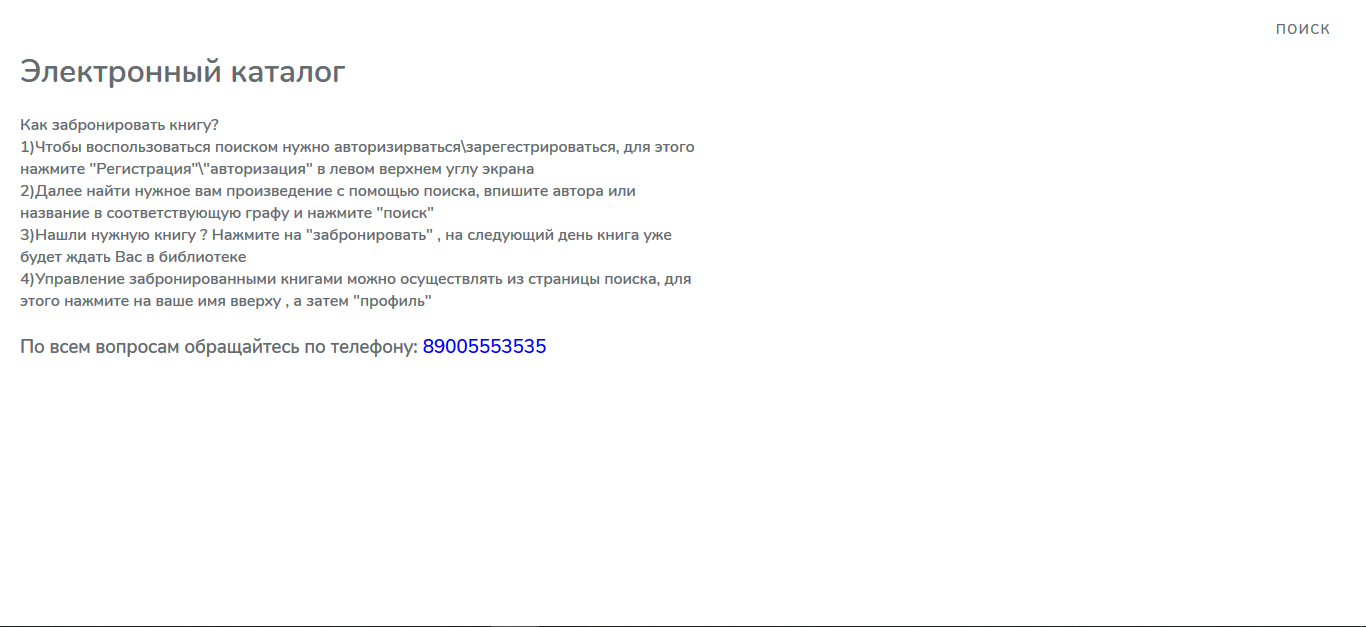 ПОИСК
Электронный каталог
Как забронировать книгу?
1)Чтобы воспользоваться поиском нужно авторизирваться\зарегестрироваться, для этого
нажмите "Регистрация"\"авторизация" в левом верхнем углу экрана
2)Далее найти нужное вам произведение с помощью поиска, впишите автора или
название в соответствующую графу и нажмите "поиск"
3)Нашли нужную книгу ? Нажмите на "забронировать" , на следующий день книга уже
будет ждать Вас в библиотеке
4)Управление забронированными книгами можно осуществлять из страницы поиска, для
этого нажмите на ваше имя вверху , а затем "профиль"
По всем вопросам обращайтесь по телефону: 89005553535